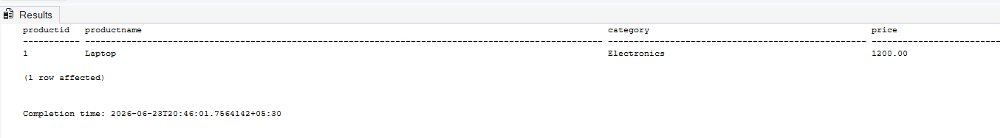 Results
productid productname category price
----------- ---------------------------------------------------------------------------------------------------- -------------------------------------------------- -------------------------
1 Laptop Electronics 1200.00
(1 row affected)
Completion time: 2026-06-23T20:46:01.7564142+05:30